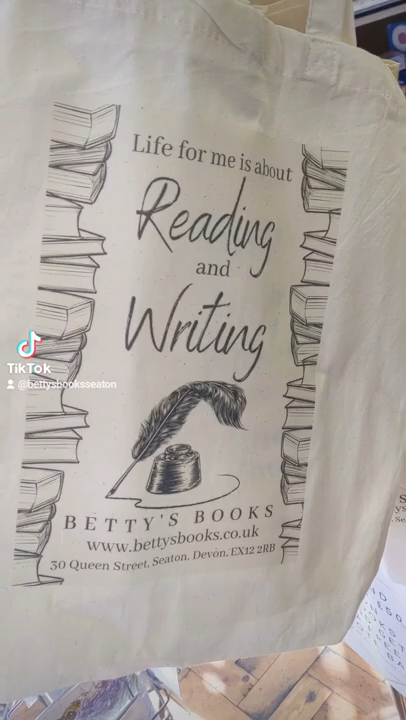 Life for me is about
Reading
and
Writing
TikTok
@bettysbooksseaton
BETTY'S BOOKS
www.bettysbooks.co.uk
30 Queen Street, Seaton, Devon, EX12 2RB